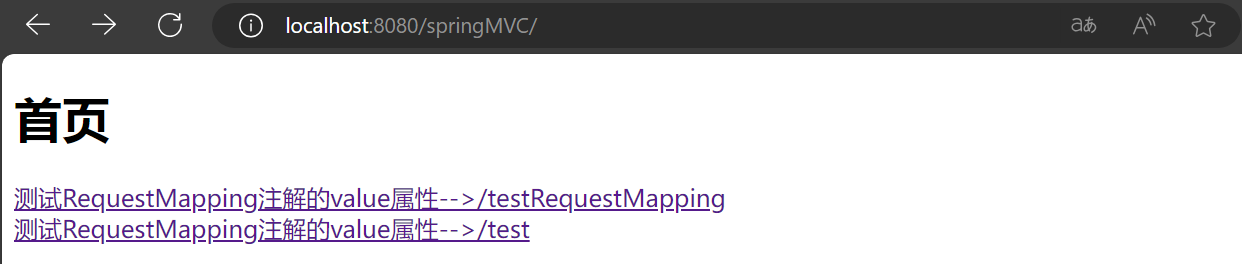 localhost:8080/springMVC/
首页
测试RequestMapping注解的value属性-->/testRequestMapping
测试RequestMapping注解的value属性-->/test